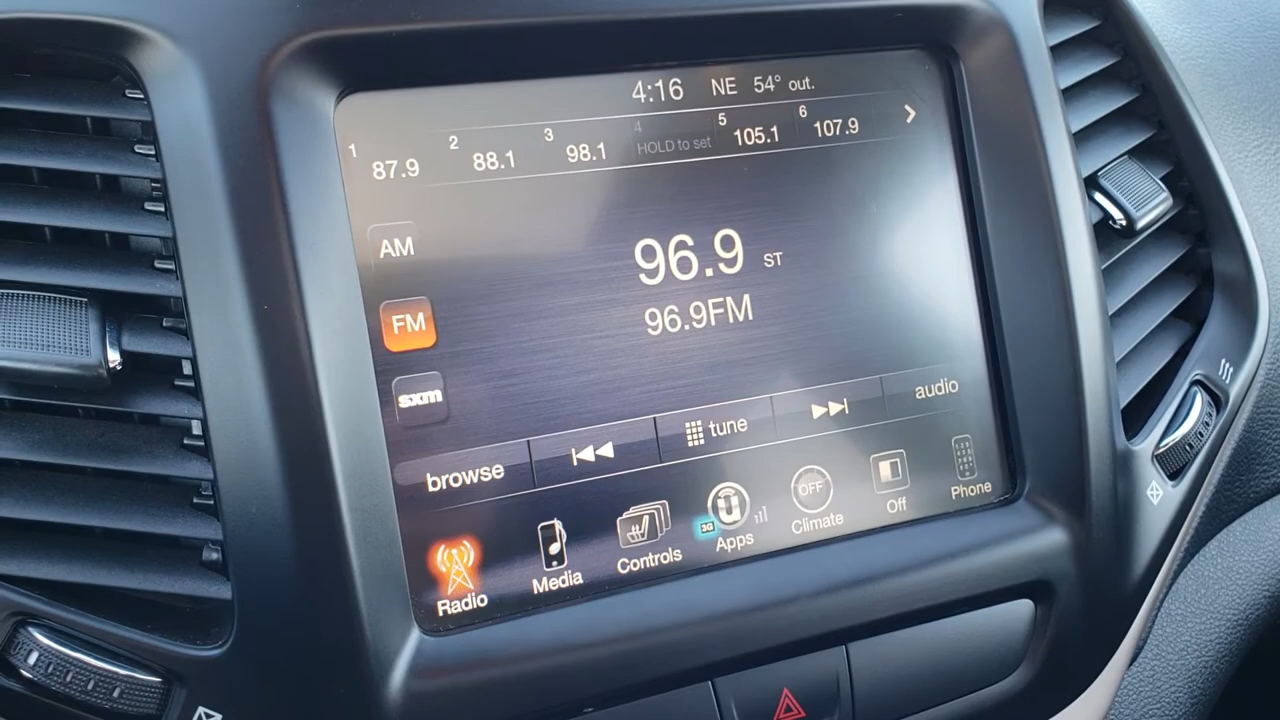 4:16 NE 54° out.
1 87.9 2 88.1 3 98.1 4 HOLD to set 5 105.1 6 107.9
AM
96.9 ST
FM
96.9FM
sxm
browse tune audio
Radio Media Controls 3G Apps OFF Climate Off Phone